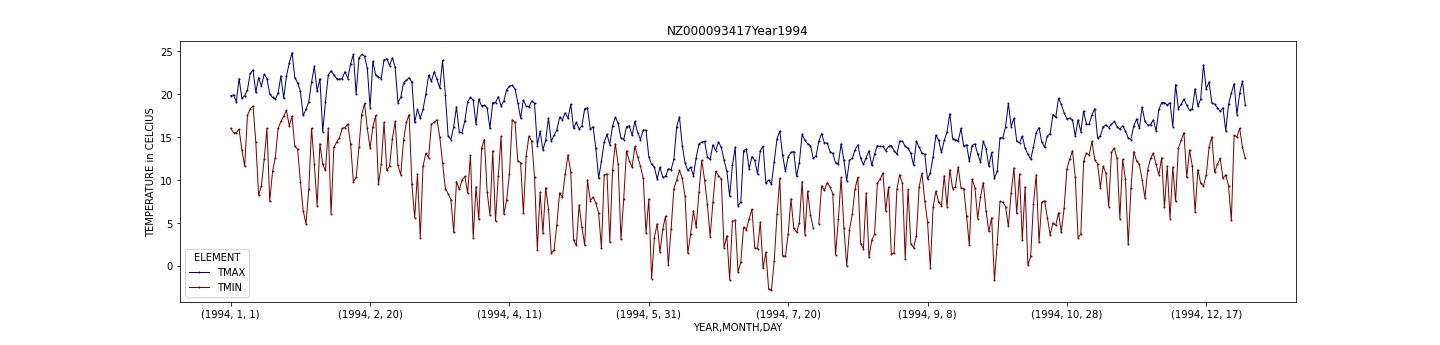 NZ000093417Year1994
TEMPERATURE in CELCIUS
25
20
15
10
5
0
ELEMENT
TMAX
TMIN
(1994, 1, 1) (1994, 2, 20) (1994, 4, 11) (1994, 5, 31) (1994, 7, 20) (1994, 9, 8) (1994, 10, 28) (1994, 12, 17)
YEAR,MONTH,DAY